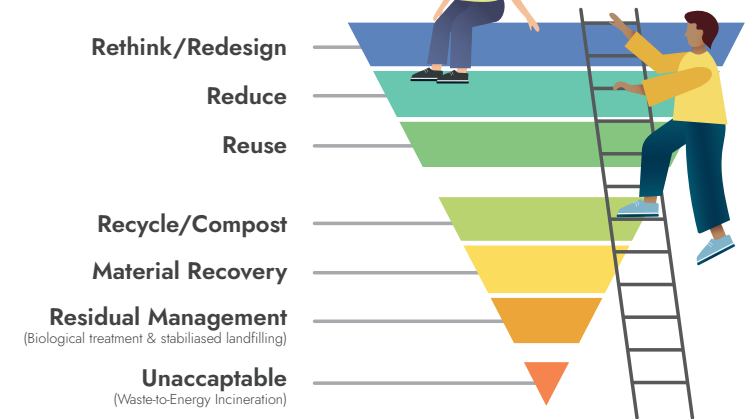 Rethink/Redesign
Reduce
Reuse
Recycle/Compost
Material Recovery
Residual Management
(Biological treatment & stabiliased landfilling)
Unaccaptable
(Waste-to-Energy Incineration)